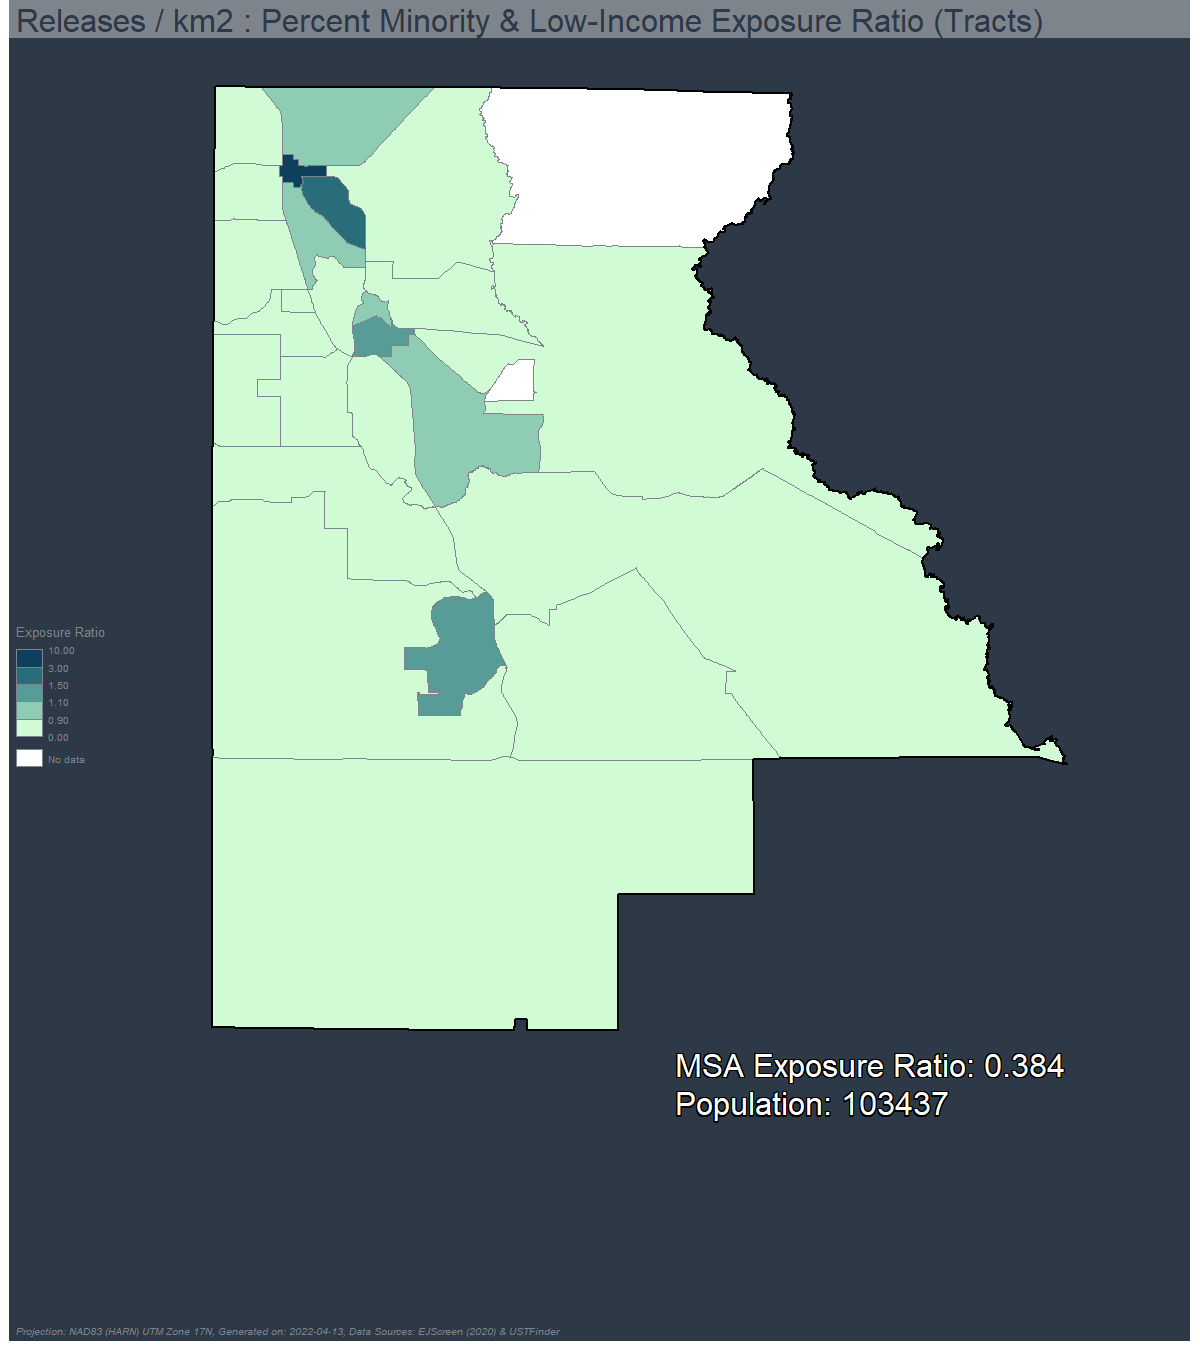 Releases / km2 : Percent Minority & Low-Income Exposure Ratio (Tracts)
Exposure Ratio
10.00
3.00
1.50
1.10
0.90
0.00
No data
MSA Exposure Ratio: 0.384
Population: 103437
Projection: NAD83 (HARN) UTM Zone 17N, Generated on: 2022-04-13, Data Sources: EJScreen (2020) & USTFinder